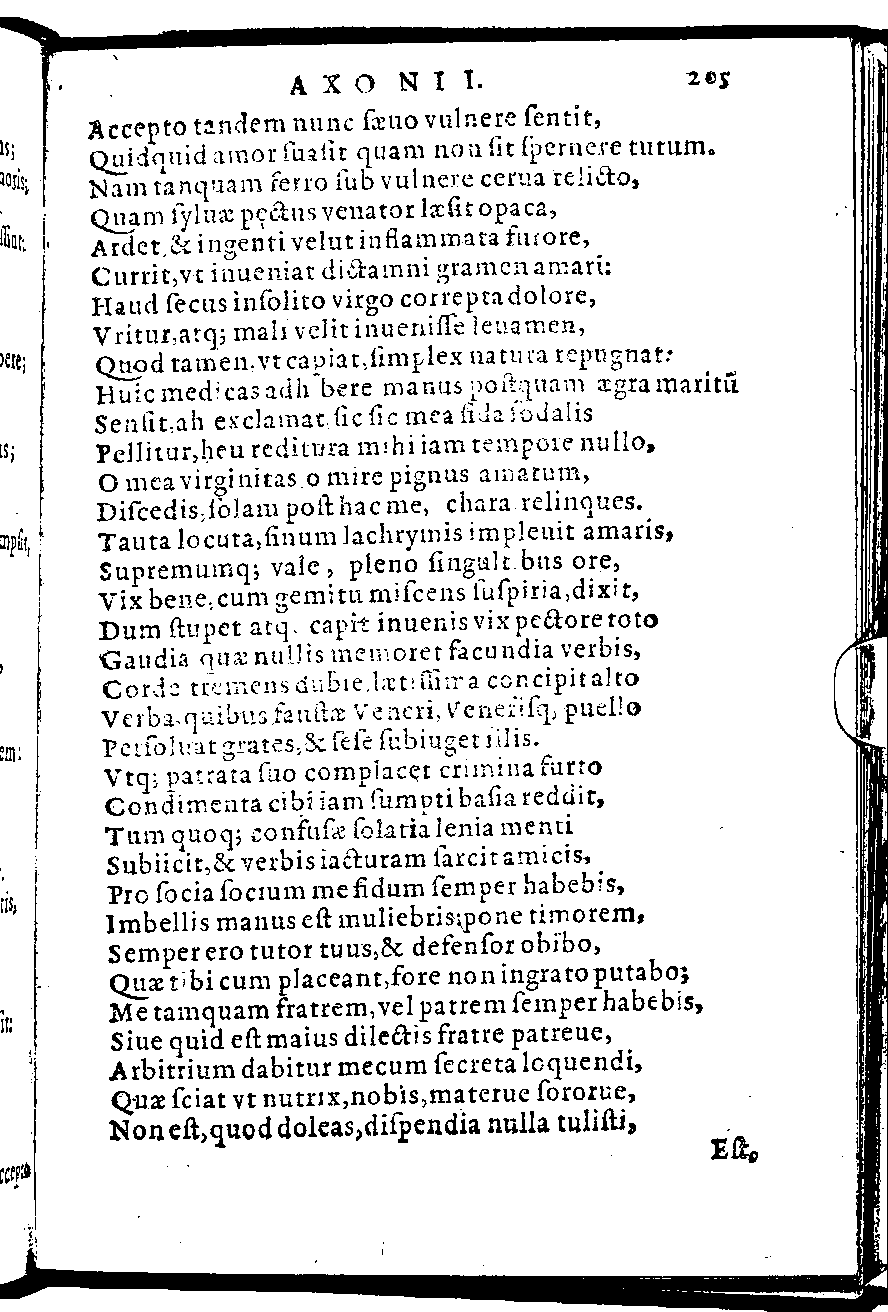 AXONII. 205
Accepto tandem nunc sæuo vulnere ſentit,
Quidquid amor ſuaſit quam non ſit ſpernere tutum.
Nam tanquam ferro ſub vulnere cerua relicto,
Quam ſyluæ pectus venator læſit opaca,
Ardet, & ingenti velut inflammata furore,
Currit, vt inueniat dictamni gramen amari:
Haud ſecus inſolito virgo correpta dolore,
Vritur, atq; mali velit inueniſſe leuamen,
Quod tamen, vt capiat, ſimplex natura repugnat:
Huic medicas adhibere manus poſtquam ægra maritū
Senſit, ah exclamat, ſic ſic mea fida ſodalis
Pellitur, heu reditura mihi iam tempore nullo,
O mea virginitas, o mire pignus amatum,
Diſcedis, ſolam poſt hac me, chara relinques.
Tauta locuta, ſinum lachrymis impleuit amaris,
Supremumq; vale, pleno ſingultibus ore,
Vix bene, cum gemitu miſcens ſuſpiria, dixit,
Dum ſtupet atq. capit inuenis vix pectore toto
Gaudia quæ nullis memoret facundia verbis,
Corde tremens dubie, lætiſſima concipit alto
Verba, quibus fauſtæ Veneri, Veneriſq; puello
Perſoluat grates, & ſeſe ſubiuget illis.
Vtq; patrata ſuo complacet crimina furto
Condimenta cibi iam ſumpti baſia reddit,
Tum quoq; confuſæ ſolatia lenia menti
Subiicit, & verbis iacturam ſarcit amicis,
Pro ſocia ſocium me fidum ſemper habebis,
Imbellis manus eſt muliebris; pone timorem,
Semper ero tutor tuus, & defenſor obibo,
Quæ tibi cum placeant, fore non ingrato putabo;
Me tamquam fratrem, vel patrem ſemper habebis,
Siue quid eſt maius dilectis fratre patreue,
Arbitrium dabitur mecum ſecreta loquendi,
Quæ ſciat vt nutrix, nobis, materue ſororue,
Non eſt, quod doleas, diſpendia nulla tuliſti,
Eſt,